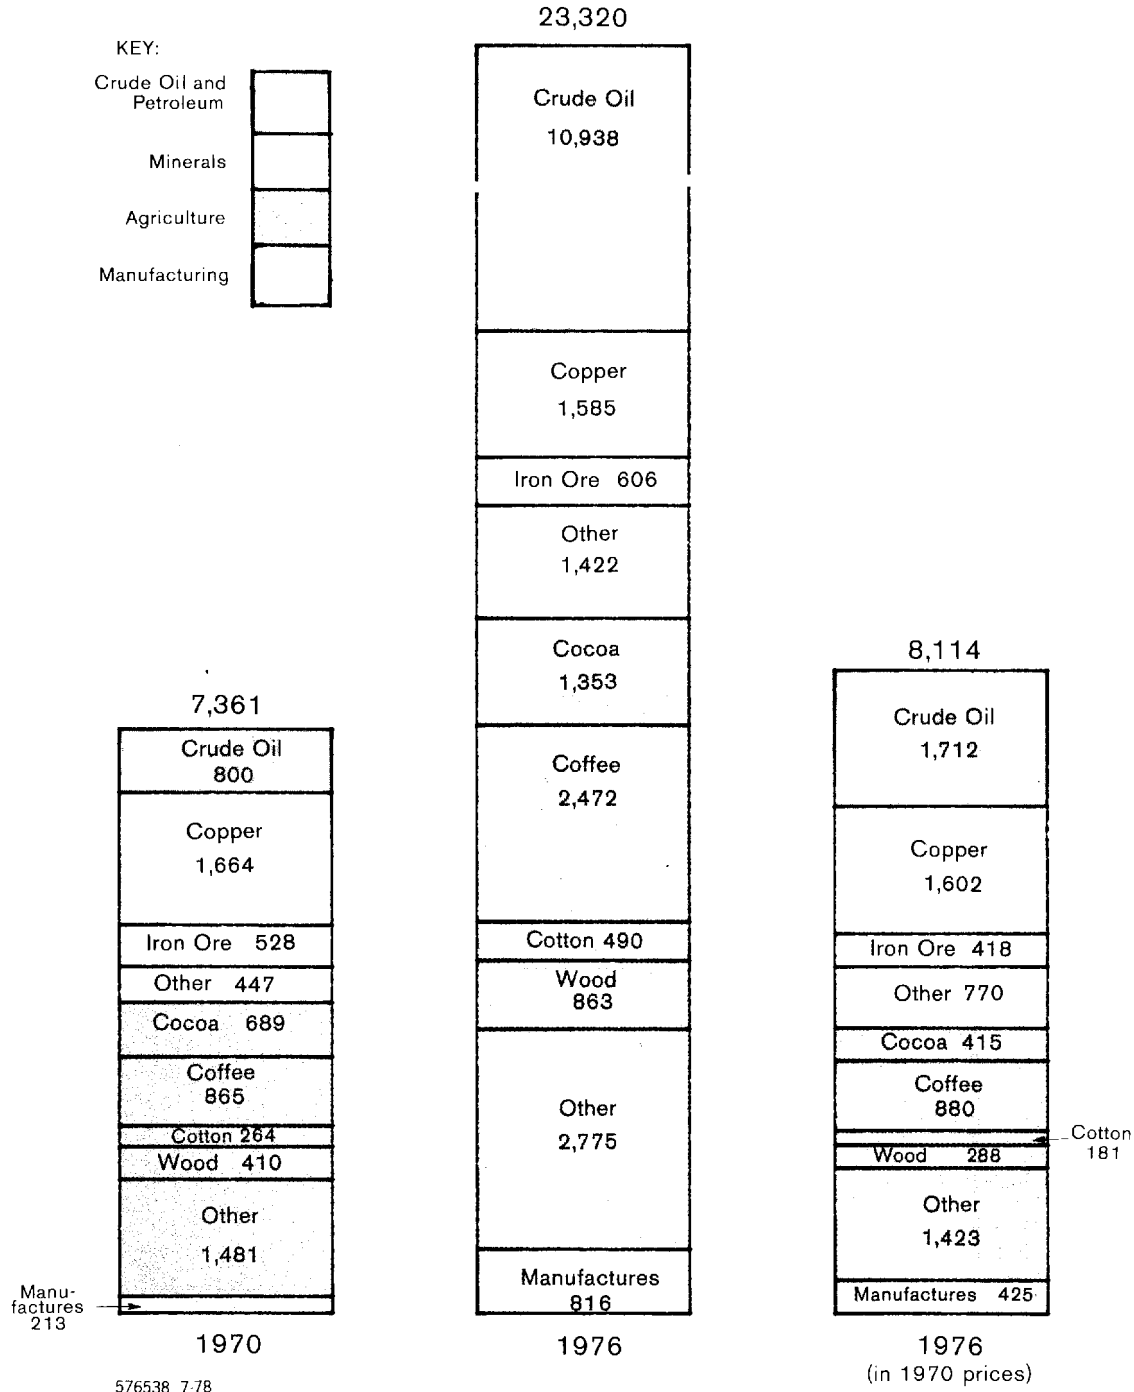 KEY:
Crude Oil and
Petroleum
Minerals
Agriculture
Manufacturing
7,361
Crude Oil
800
Copper
1,664
Iron Ore 528
Other 447
Cocoa 689
Coffee
865
Cotton 264
Wood 410
Other
1,481
Manu-
factures
213
1970
23,320
Crude Oil
10,938
Copper
1,585
Iron Ore 606
Other
1,422
Cocoa
1,353
Coffee
2,472
Cotton 490
Wood
863
Other
2,775
Manufactures
816
1976
8,114
Crude Oil
1,712
Copper
1,602
Iron Ore 418
Other 770
Cocoa 415
Coffee
880
Cotton
181
Wood 288
Other
1,423
Manufactures 425
1976
(in 1970 prices)
576538 7-78